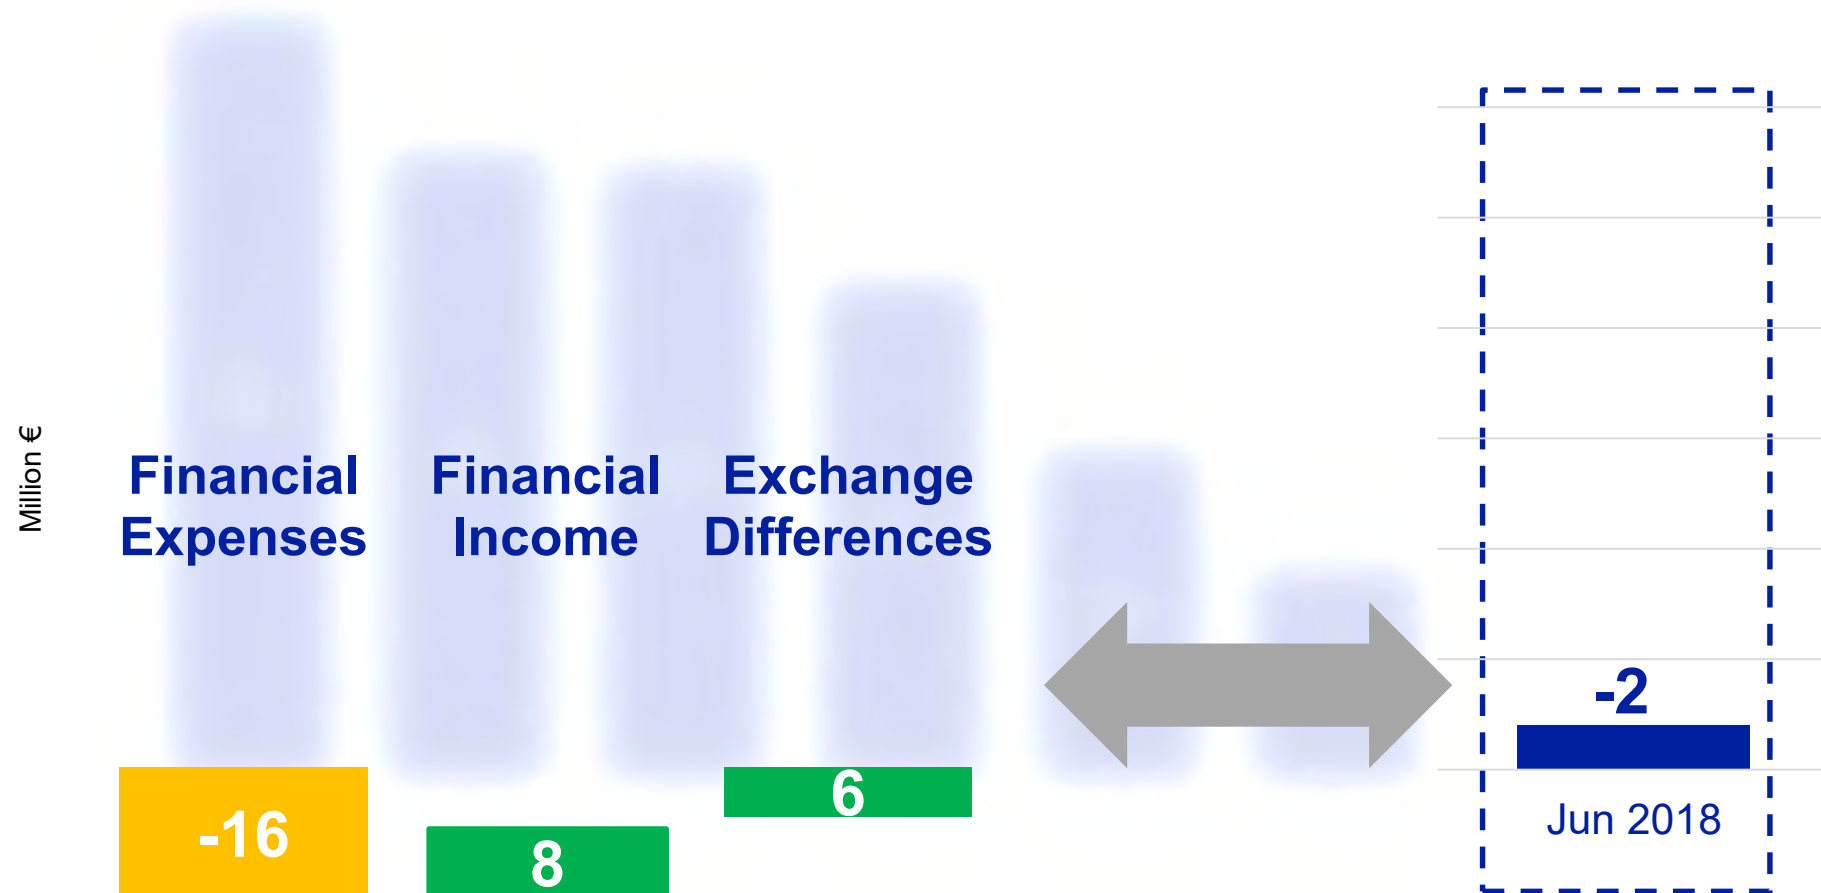 Million €
Financial
Expenses
Financial
Income
Exchange
Differences
-16
8
6
-2
Jun 2018